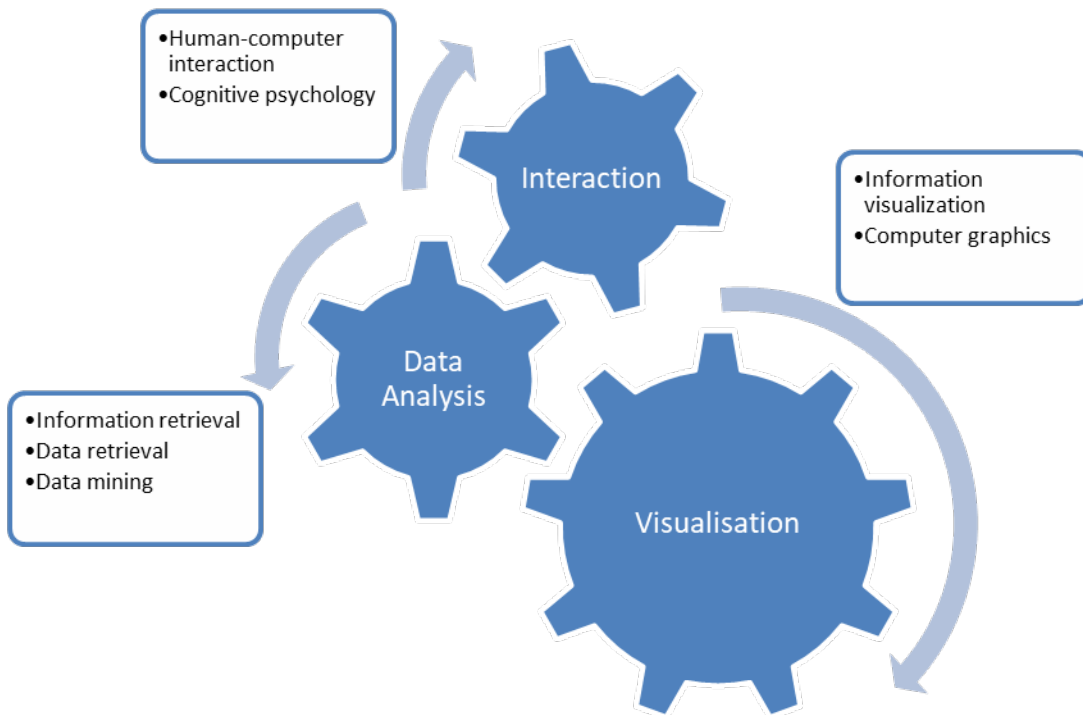 •Human-computer
interaction
•Cognitive psychology
Interaction
•Information
visualization
•Computer graphics
Data
Analysis
•Information retrieval
•Data retrieval
•Data mining
Visualisation